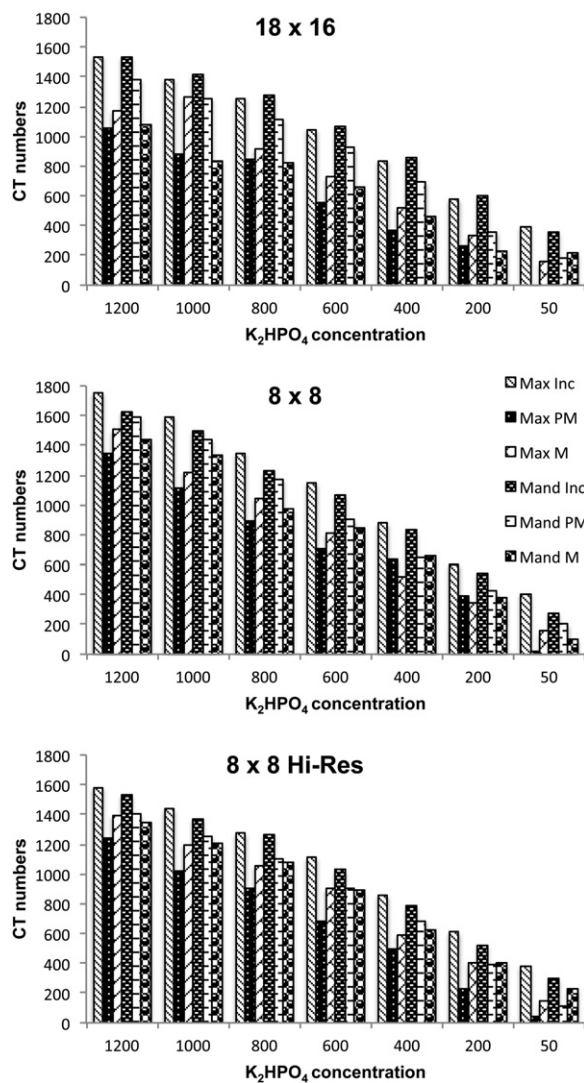 18 x 16
CT numbers
1800
1600
1400
1200
1000
800
600
400
200
0
1200 1000 800 600 400 200 50
K₂HPO₄ concentration
8 x 8
CT numbers
1800
1600
1400
1200
1000
800
600
400
200
0
Max Inc
Max PM
Max M
Mand Inc
Mand PM
Mand M
1200 1000 800 600 400 200 50
K₂HPO₄ concentration
8 x 8 Hi-Res
CT numbers
1800
1600
1400
1200
1000
800
600
400
200
0
1200 1000 800 600 400 200 50
K₂HPO₄ concentration